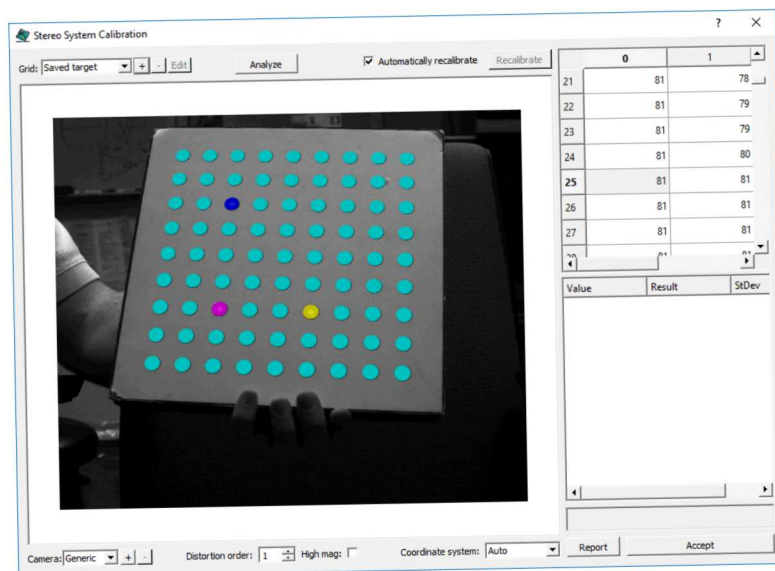 Stereo System Calibration ? ×
Grid: Saved target + - Edit Analyze Automatically recalibrate Recalibrate
0 1
21 81 78
22 81 79
23 81 79
24 81 80
25 81 81
26 81 81
27 81 81
Value Result StDev
Camera: Generic + - Distortion order: 1 High mag: Coordinate system: Auto Report Accept